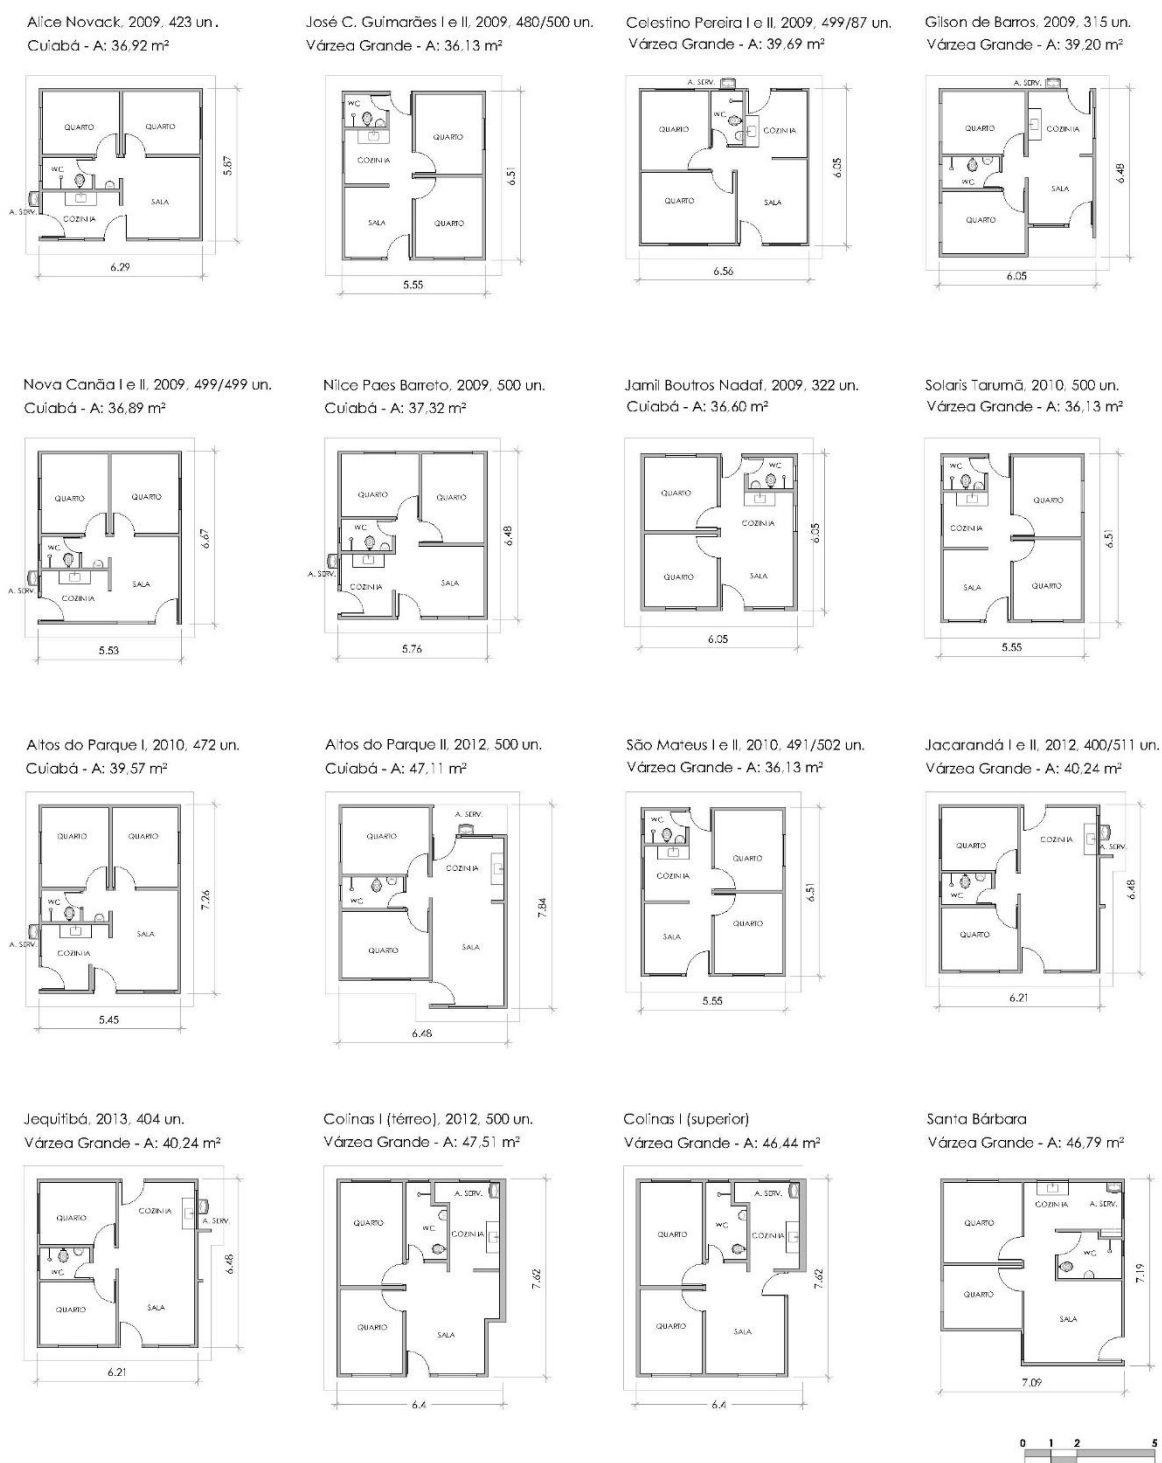 Alice Novack, 2009, 423 un.
Cuiabá - A: 36,92 m²
QUARTO
QUARTO
WC
SALA
A. SERV.
COZINHA
5.87
6.29
José C. Guimarães I e II, 2009, 480/500 un.
Várzea Grande - A: 36,13 m²
WC
QUARTO
COZINHA
SALA
QUARTO
6.51
5.55
Celestino Pereira I e II, 2009, 499/87 un.
Várzea Grande - A: 39,69 m²
A. SERV.
QUARTO
WC
COZINHA
QUARTO
SALA
6.05
6.56
Gilson de Barros, 2009, 315 un.
Várzea Grande - A: 39,20 m²
A. SERV.
QUARTO
COZINHA
WC
SALA
QUARTO
6.48
6.05
Nova Canãa I e II, 2009, 499/499 un.
Cuiabá - A: 36,89 m²
QUARTO
QUARTO
WC
A. SERV.
COZINHA
SALA
6.67
5.53
Nilce Paes Barreto, 2009, 500 un.
Cuiabá - A: 37,32 m²
QUARTO
QUARTO
WC
A. SERV.
COZINHA
SALA
6.48
5.76
Jamil Boutros Nadaf, 2009, 322 un.
Cuiabá - A: 36,60 m²
QUARTO
WC
COZINHA
QUARTO
SALA
6.05
6.05
Solaris Tarumã, 2010, 500 un.
Várzea Grande - A: 36,13 m²
WC
QUARTO
COZINHA
SALA
QUARTO
6.51
5.55
Altos do Parque I, 2010, 472 un.
Cuiabá - A: 39,57 m²
QUARTO
QUARTO
WC
A. SERV.
SALA
COZINHA
7.26
5.45
Altos do Parque II, 2012, 500 un.
Cuiabá - A: 47,11 m²
A. SERV.
QUARTO
COZINHA
WC
QUARTO
SALA
7.84
6.48
São Mateus I e II, 2010, 491/502 un.
Várzea Grande - A: 36,13 m²
WC
QUARTO
COZINHA
SALA
QUARTO
6.51
5.55
Jacarandá I e II, 2012, 400/511 un.
Várzea Grande - A: 40,24 m²
QUARTO
COZINHA
A. SERV.
WC
QUARTO
SALA
6.48
6.21
Jequitibá, 2013, 404 un.
Várzea Grande - A: 40,24 m²
QUARTO
COZINHA
A. SERV.
WC
QUARTO
SALA
6.48
6.21
Colinas I (térreo), 2012, 500 un.
Várzea Grande - A: 47,51 m²
A. SERV.
QUARTO
WC
COZINHA
QUARTO
SALA
7.62
6.4
Colinas I (superior)
Várzea Grande - A: 46,44 m²
A. SERV.
QUARTO
WC
COZINHA
QUARTO
SALA
7.62
6.4
Santa Bárbara
Várzea Grande - A: 46,79 m²
COZINHA
A. SERV.
QUARTO
WC
QUARTO
SALA
7.19
7.09
0 1 2 5